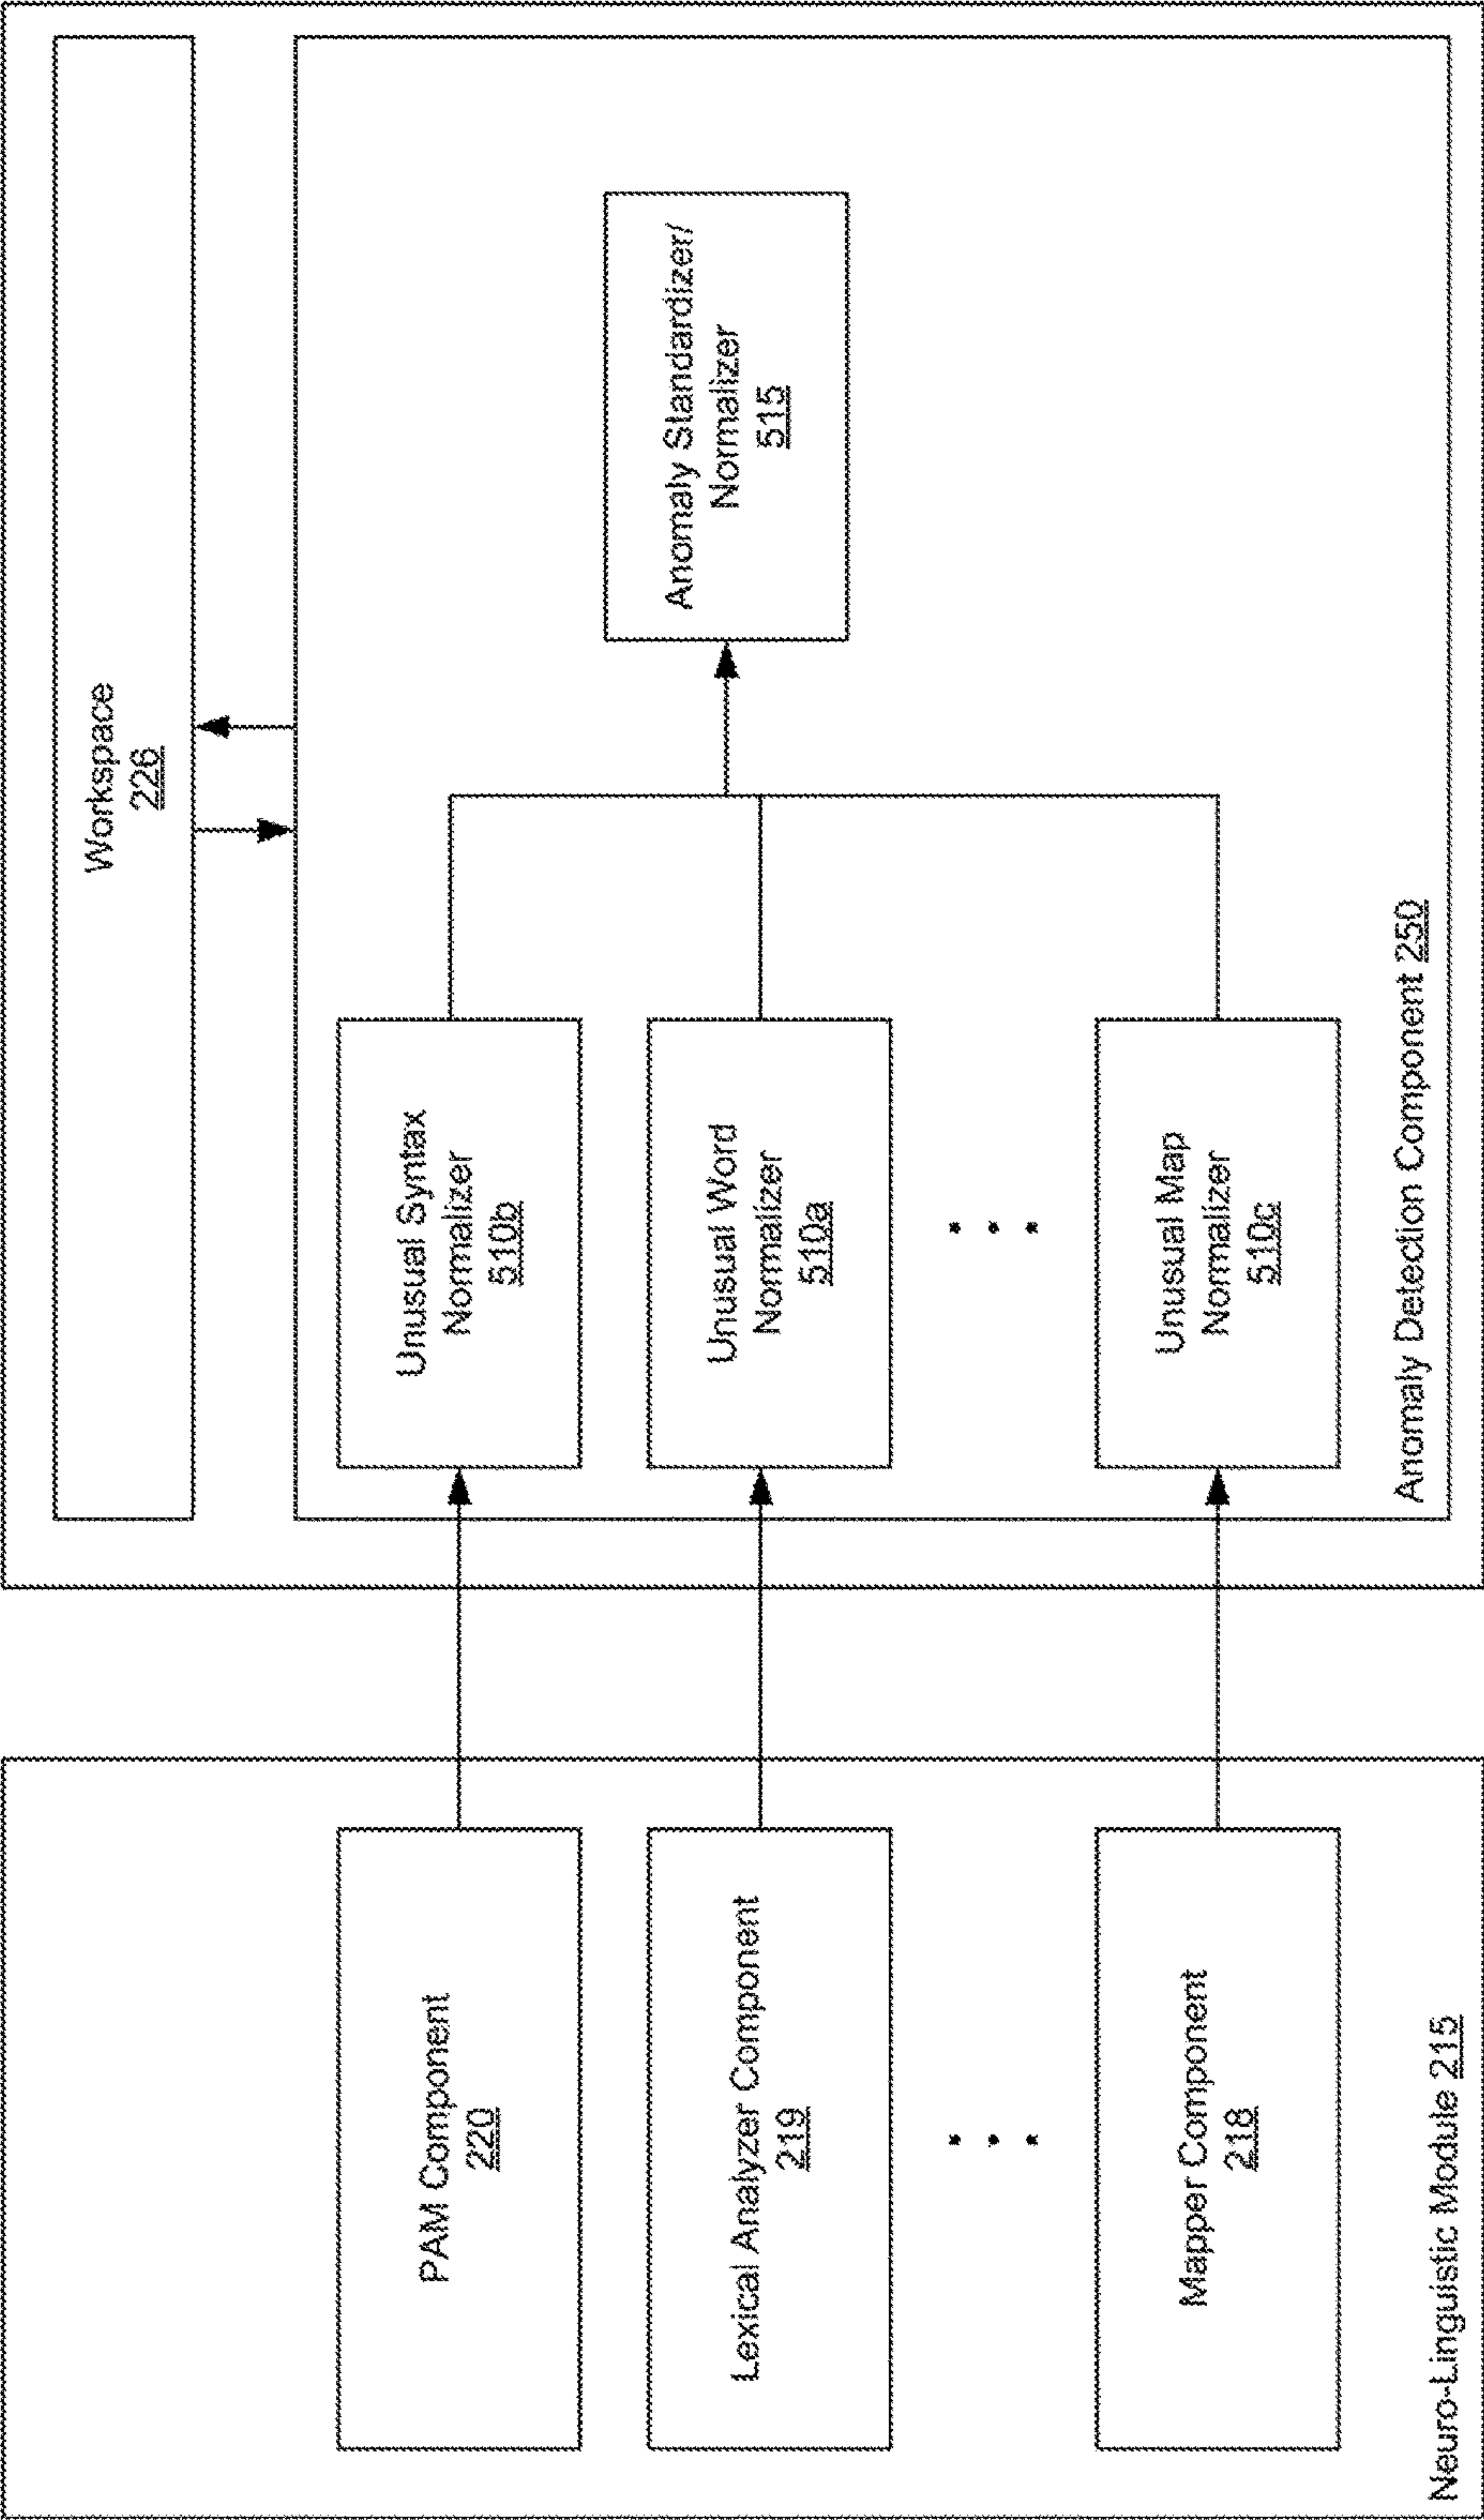 PAM Component
220
Lexical Analyzer Component
219
Mapper Component
218
Neuro-Linguistic Module 215
Workspace
226
Unusual Syntax
Normalizer
510b
Unusual Word
Normalizer
510a
Unusual Map
Normalizer
510c
Anomaly Standardizer/
Normalizer
515
Anomaly Detection Component 250